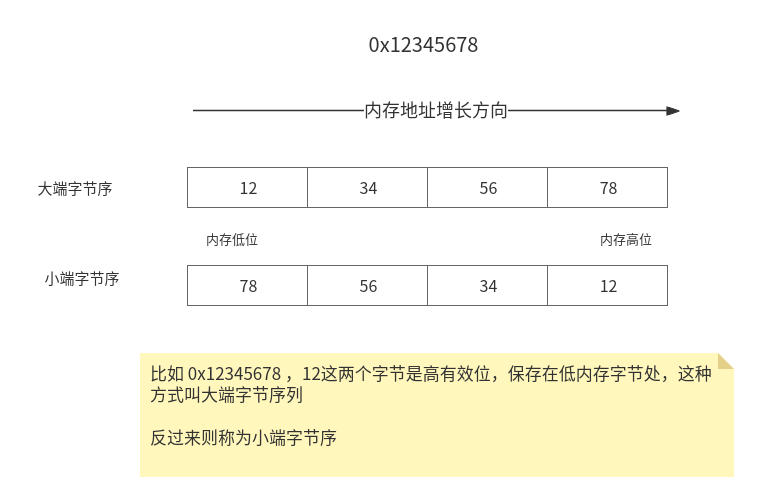 0x12345678
内存地址增长方向
大端字节序 12 34 56 78
内存低位 内存高位
小端字节序 78 56 34 12
比如 0x12345678 ，12这两个字节是高有效位，保存在低内存字节处，这种
方式叫大端字节序列
反过来则称为小端字节序